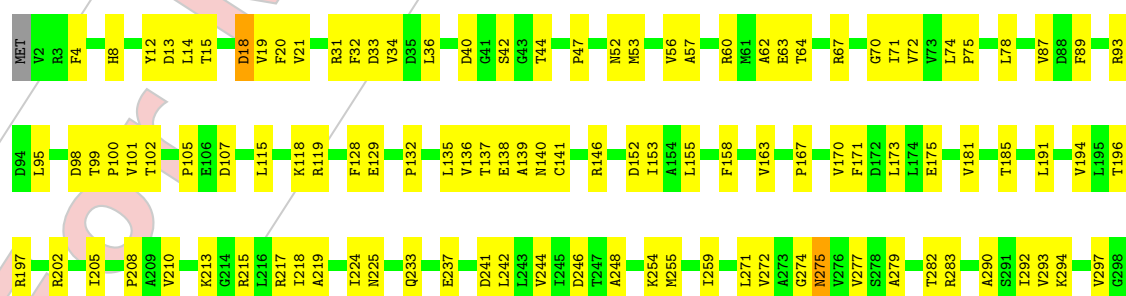 MET V2 R3 F4 H8 Y12 D13 L14 T15 D18 V19 F20 V21 R31 F32 D33 V34 D35 L36 D40 G41 S42 G43 T44 P47 N52 M53 V56 A57 R60 M61 A62 E63 T64 R67 G70 I71 V72 V73 L74 P75 L78 V87 D88 F89 R93
D94 L95 D98 T99 P100 V101 T102 P105 E106 D107 L115 K118 R119 F128 E129 P132 L135 V136 T137 E138 A139 N140 C141 R146 D152 I153 A154 L155 F158 V163 P167 V170 F171 D172 L173 L174 E175 V181 T185 L191 V194 L195 T196
R197 R202 I205 P208 A209 V210 K213 G214 R215 L216 R217 I218 A219 I224 N225 Q233 E237 D241 L242 L243 V244 I245 D246 T247 A248 K254 M255 I259 L271 V272 A273 G274 N275 V276 V277 S278 A279 T282 R283 A290 S291 I292 V293 K294 V297 G298